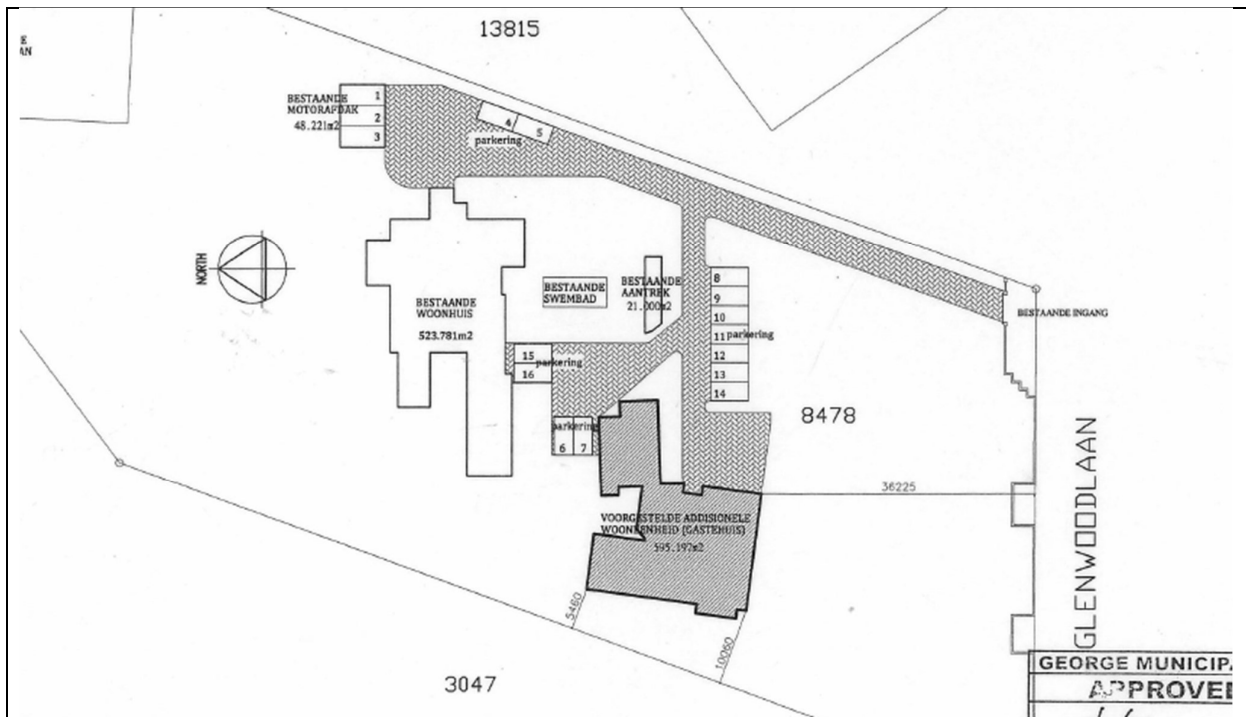 13815
BESTAANDE
MOTORAFDAK
48.221m2
1
2
3
4
5
parkering
NORTH
BESTAANDE
WOONHUIS
523.781m2
BESTAANDE
SWEMBAD
BESTAANDE
AANTREK
21.000m2
8
9
10
11 parkering
12
13
14
15
parkering
16
parkering
6 7
BESTAANDE INGANG
8478
36225
VOORGESTELDE ADDISIONELE
WOONEENHEID (GASTEHUIS)
595.197m2
5460
10060
3047
GLENWOODLAAN
GEORGE MUNICIPA
APPROVED